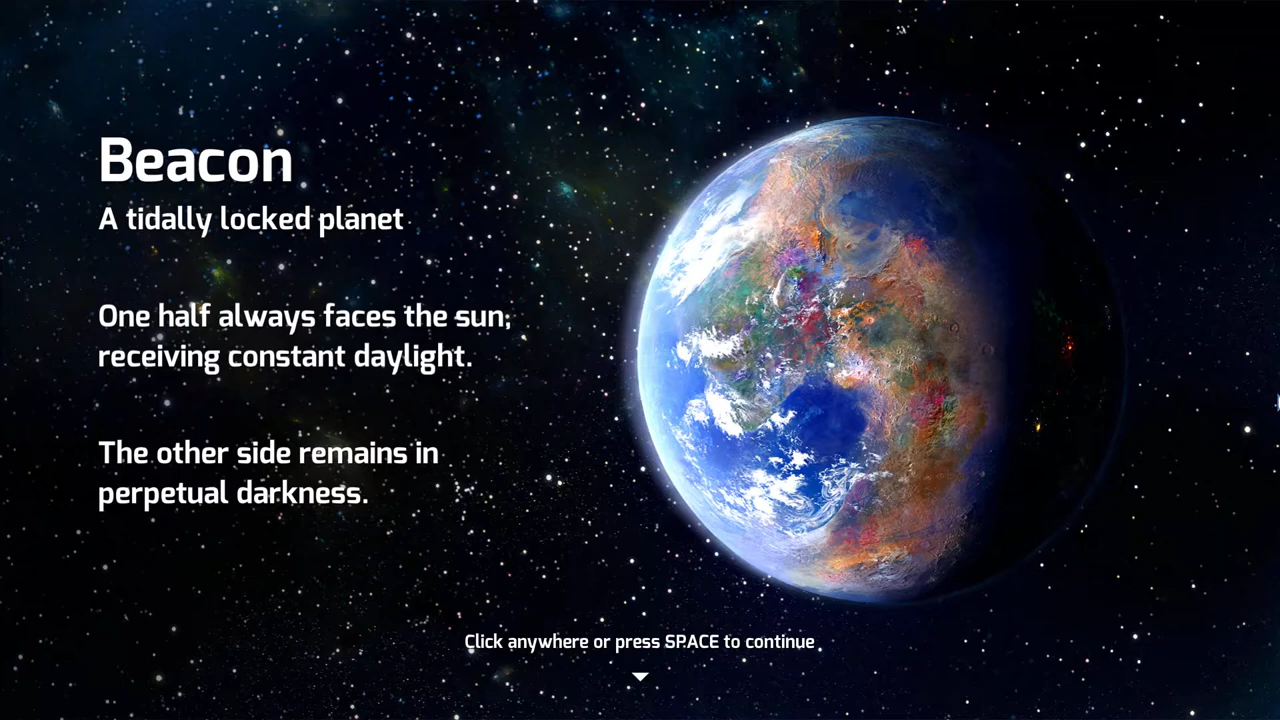 Beacon
A tidally locked planet
One half always faces the sun,
receiving constant daylight.
The other side remains in
perpetual darkness.
Click anywhere or press SPACE to continue